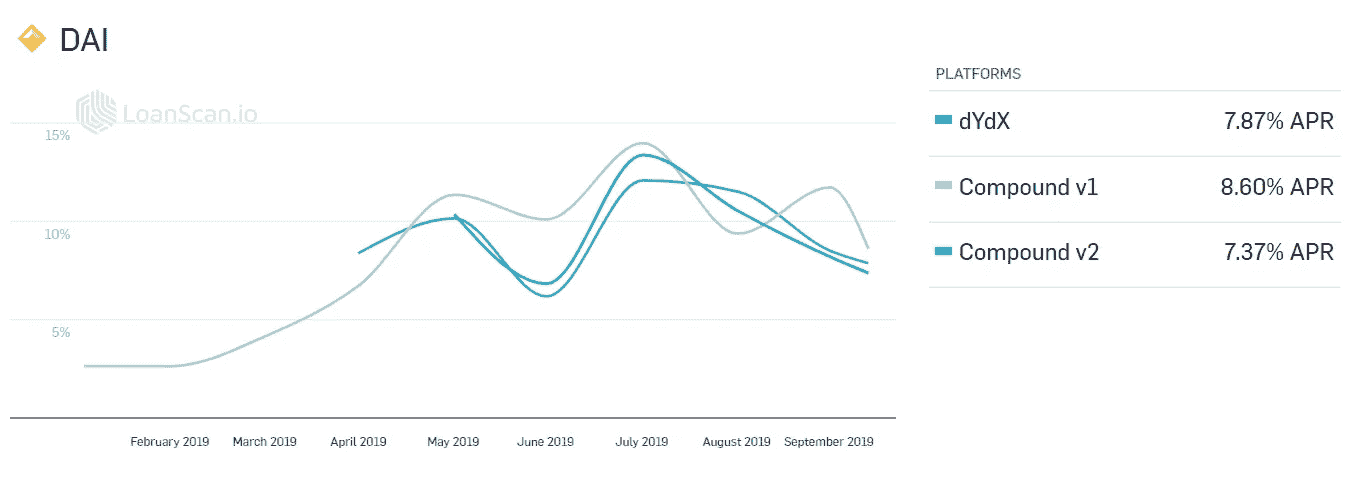 DAI
LoanScan.io
15%
10%
5%
February 2019 March 2019 April 2019 May 2019 June 2019 July 2019 August 2019 September 2019
PLATFORMS
dYdX 7.87% APR
Compound v1 8.60% APR
Compound v2 7.37% APR